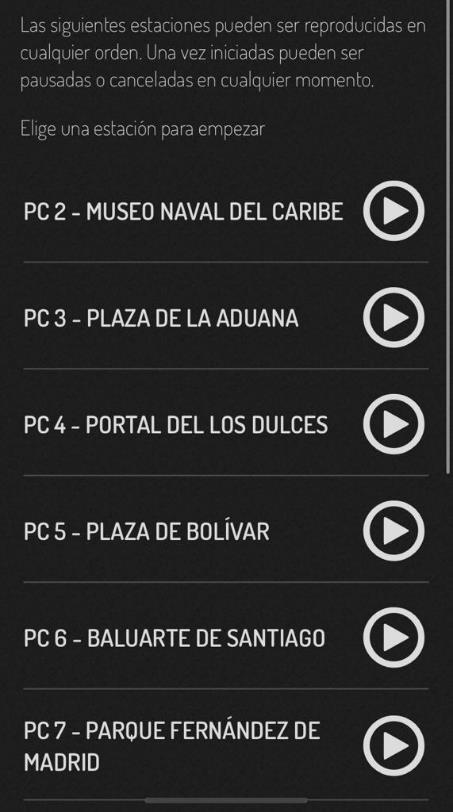 Las siguientes estaciones pueden ser reproducidas en
cualquier orden. Una vez iniciadas pueden ser
pausadas o canceladas en cualquier momento.
Elige una estación para empezar
PC 2 - MUSEO NAVAL DEL CARIBE
PC 3 - PLAZA DE LA ADUANA
PC 4 - PORTAL DEL LOS DULCES
PC 5 - PLAZA DE BOLÍVAR
PC 6 - BALUARTE DE SANTIAGO
PC 7 - PARQUE FERNÁNDEZ DE
MADRID